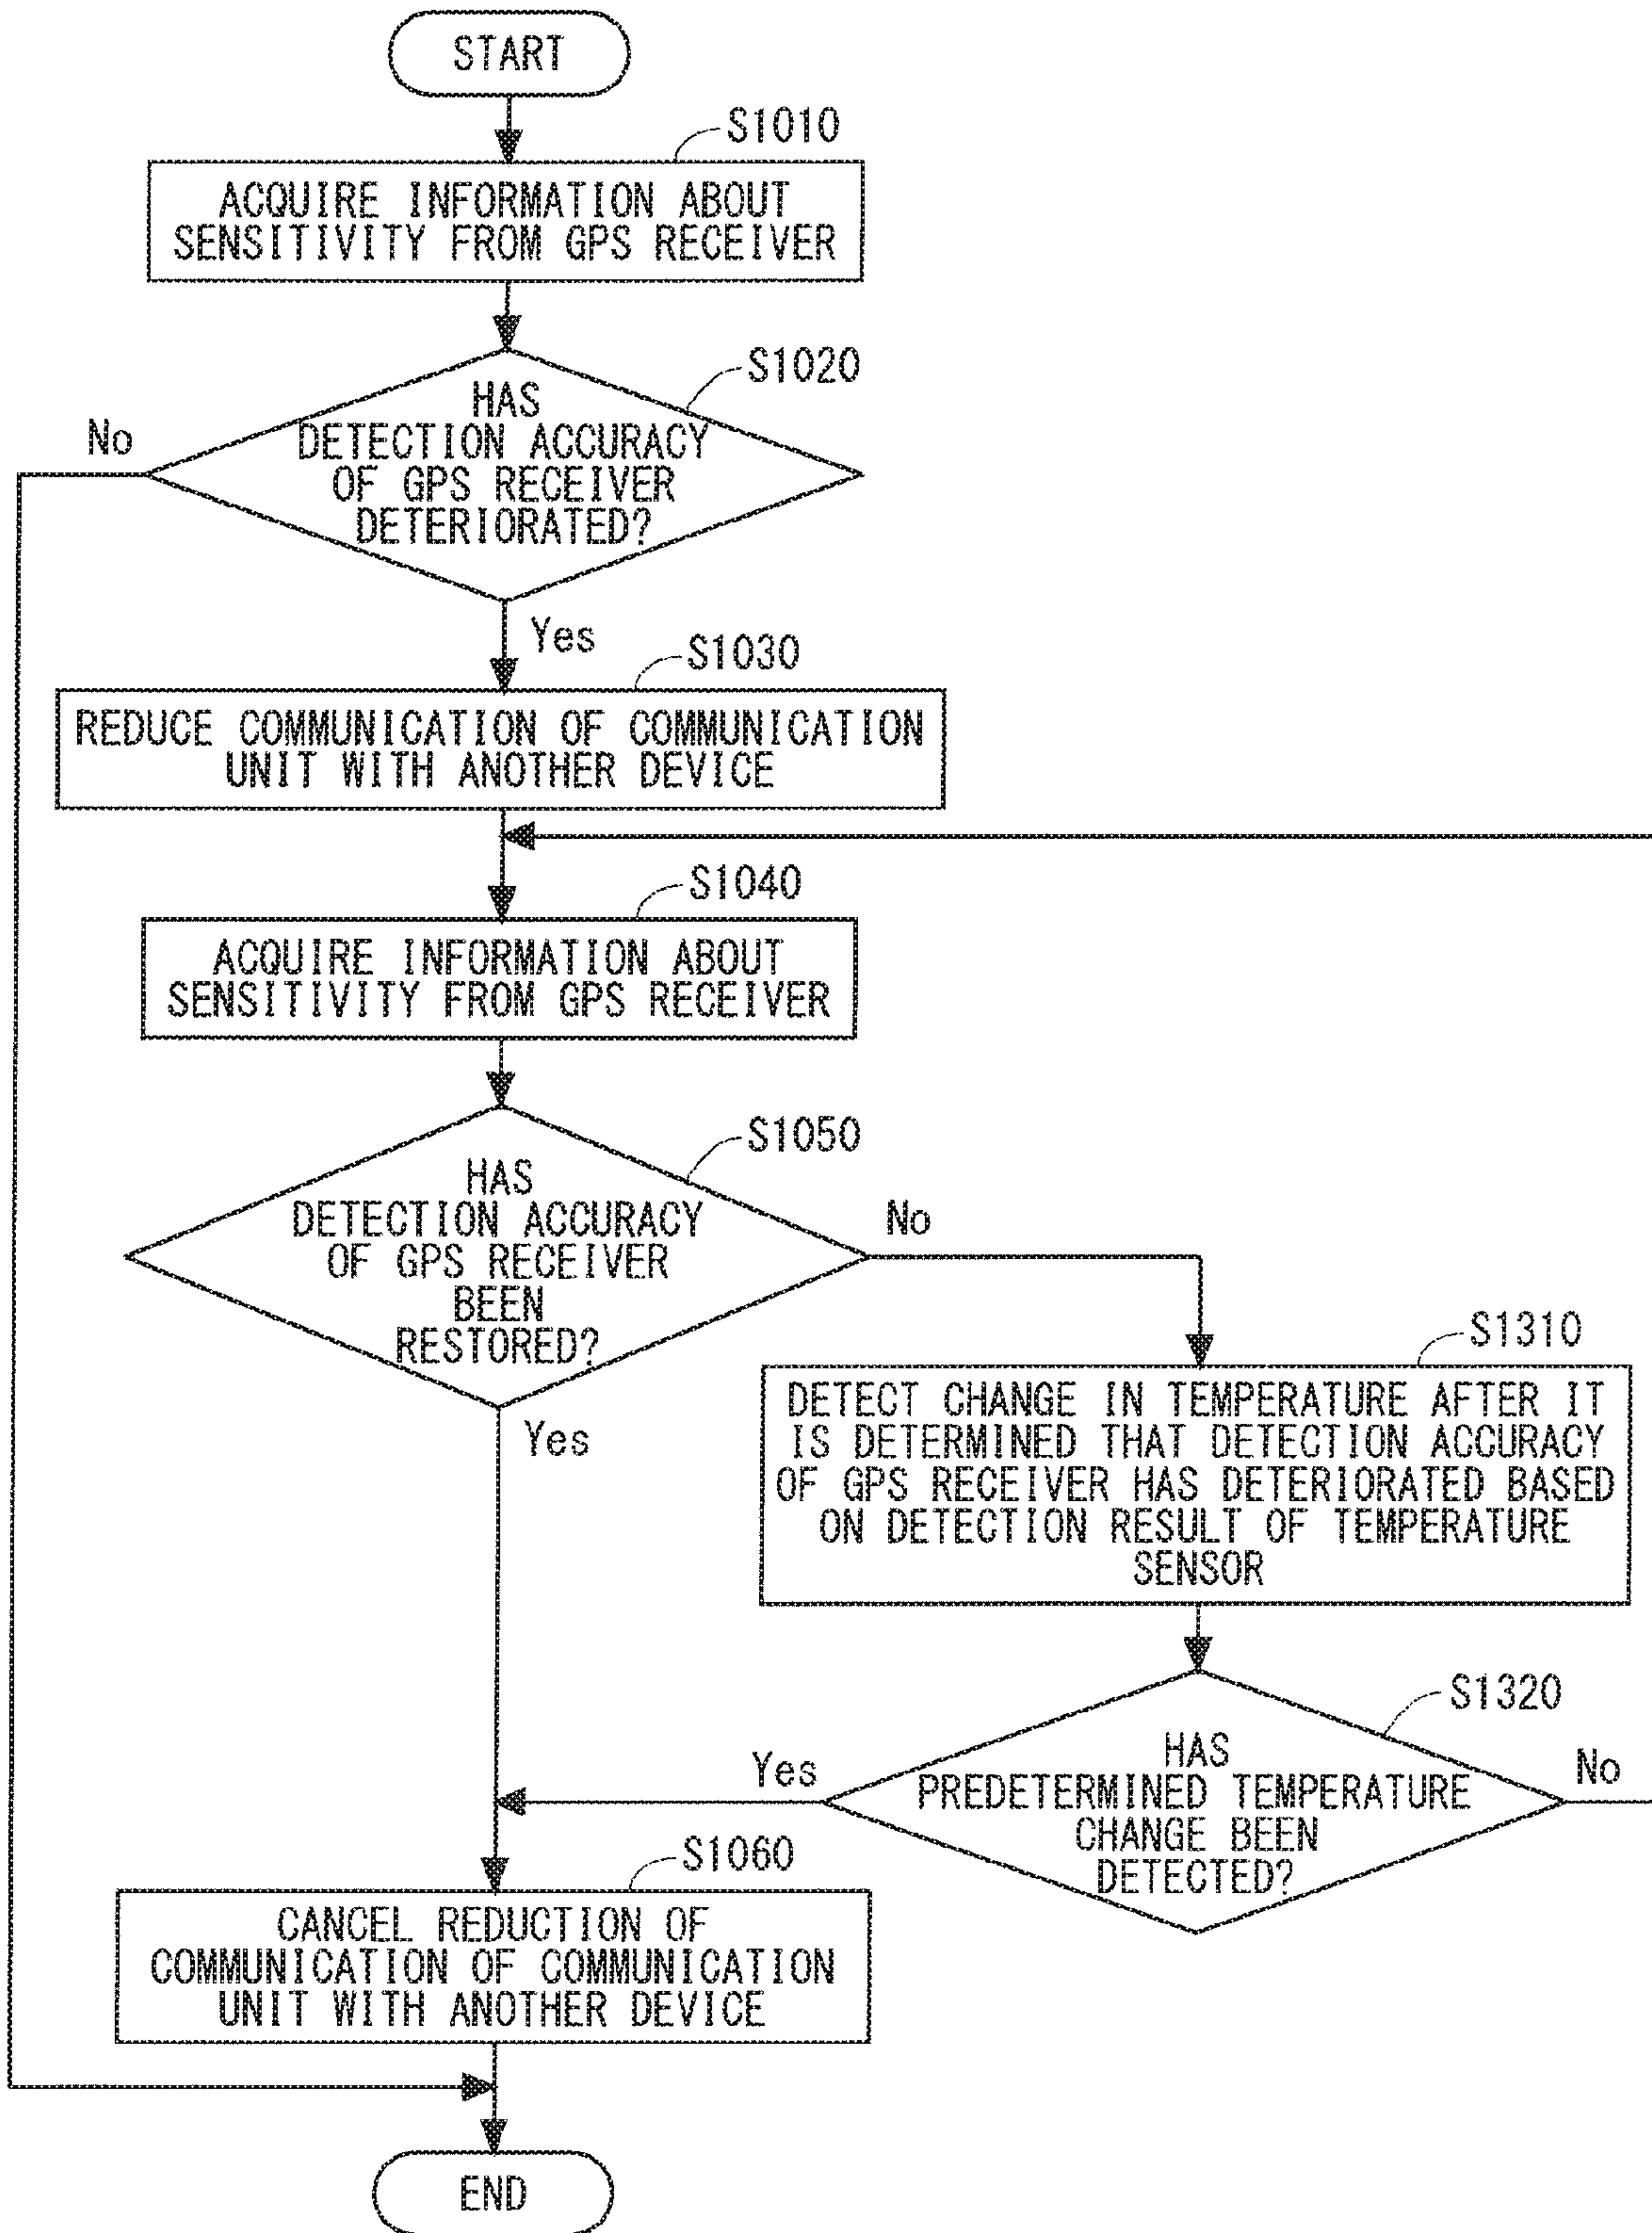 START
S1010
ACQUIRE INFORMATION ABOUT
SENSITIVITY FROM GPS RECEIVER
S1020
HAS
DETECTION ACCURACY
OF GPS RECEIVER
DETERIORATED?
No
Yes
S1030
REDUCE COMMUNICATION OF COMMUNICATION
UNIT WITH ANOTHER DEVICE
S1040
ACQUIRE INFORMATION ABOUT
SENSITIVITY FROM GPS RECEIVER
S1050
HAS
DETECTION ACCURACY
OF GPS RECEIVER
BEEN
RESTORED?
No
Yes
S1310
DETECT CHANGE IN TEMPERATURE AFTER IT
IS DETERMINED THAT DETECTION ACCURACY
OF GPS RECEIVER HAS DETERIORATED BASED
ON DETECTION RESULT OF TEMPERATURE
SENSOR
S1320
HAS
PREDETERMINED TEMPERATURE
CHANGE BEEN
DETECTED?
Yes
No
S1060
CANCEL REDUCTION OF
COMMUNICATION OF COMMUNICATION
UNIT WITH ANOTHER DEVICE
END